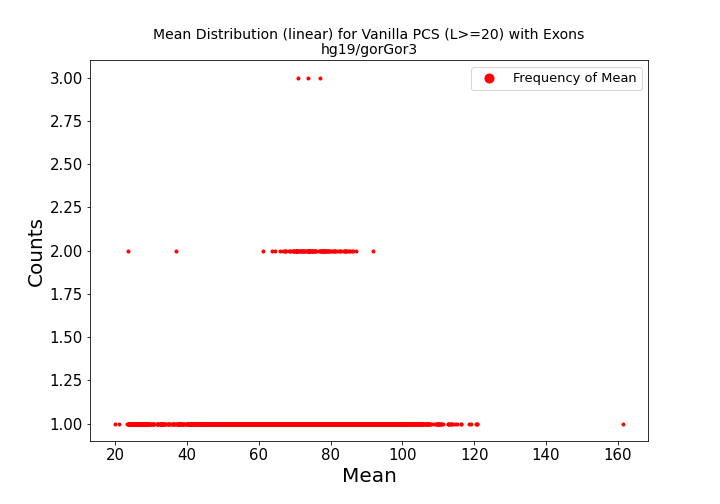 Mean Distribution (linear) for Vanilla PCS (L>=20) with Exons
hg19/gorGor3
3.00
2.75
2.50
2.25
2.00
1.75
1.50
1.25
1.00
Counts
Frequency of Mean
20 40 60 80 100 120 140 160
Mean